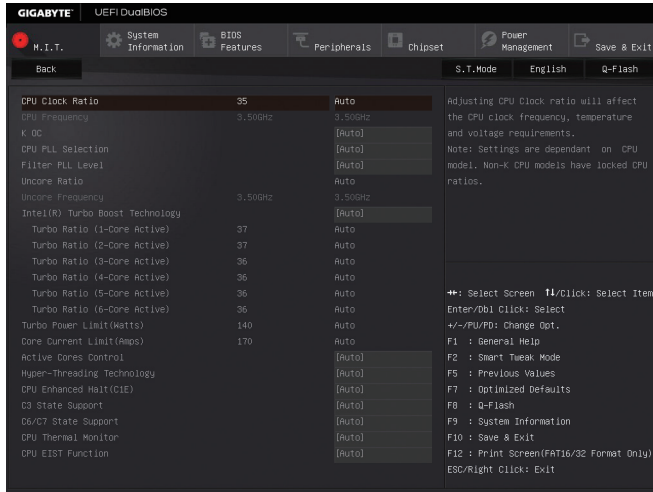 GIGABYTE™ UEFI DualBIOS
M.I.T. System Information BIOS Features Peripherals Chipset Power Management Save & Exit
Back S.T.Mode English Q-Flash
CPU Clock Ratio 35 Auto
CPU Frequency 3.50GHz 3.50GHz
K OC [Auto]
CPU PLL Selection [Auto]
Filter PLL Level [Auto]
Uncore Ratio Auto
Uncore Frequency 3.50GHz 3.50GHz
Intel(R) Turbo Boost Technology [Auto]
Turbo Ratio (1-Core Active) 37 Auto
Turbo Ratio (2-Core Active) 37 Auto
Turbo Ratio (3-Core Active) 36 Auto
Turbo Ratio (4-Core Active) 36 Auto
Turbo Ratio (5-Core Active) 36 Auto
Turbo Ratio (6-Core Active) 36 Auto
Turbo Power Limit(Watts) 140 Auto
Core Current Limit(Amps) 170 Auto
Active Cores Control [Auto]
Hyper-Threading Technology [Auto]
CPU Enhanced Halt(C1E) [Auto]
C3 State Support [Auto]
C6/C7 State Support [Auto]
CPU Thermal Monitor [Auto]
CPU EIST Function [Auto]
Adjusting CPU Clock ratio will affect
the CPU clock frequency, temperature
and voltage requirements.
Note: Settings are dependant on CPU
model. Non-K CPU models have locked CPU
ratios.
→←: Select Screen ↑↓/Click: Select Item
Enter/Dbl Click: Select
+/-/PU/PD: Change Opt.
F1 : General Help
F2 : Smart Tweak Mode
F5 : Previous Values
F7 : Optimized Defaults
F8 : Q-Flash
F9 : System Information
F10 : Save & Exit
F12 : Print Screen(FAT16/32 Format Only)
ESC/Right Click: Exit